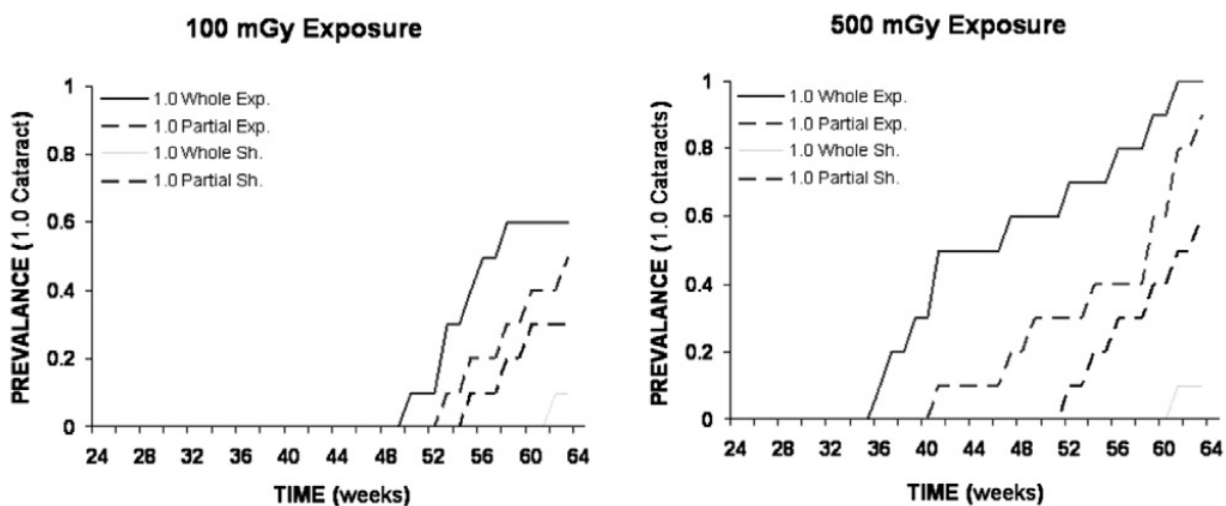 100 mGy Exposure
PREVALANCE (1.0 Cataract)
1
0.8
0.6
0.4
0.2
0
1.0 Whole Exp.
1.0 Partial Exp.
1.0 Whole Sh.
1.0 Partial Sh.
24 28 32 36 40 44 48 52 56 60 64
TIME (weeks)
500 mGy Exposure
PREVALANCE (1.0 Cataracts)
1
0.8
0.6
0.4
0.2
0
1.0 Whole Exp.
1.0 Partial Exp.
1.0 Whole Sh.
1.0 Partial Sh.
24 28 32 36 40 44 48 52 56 60 64
TIME (weeks)